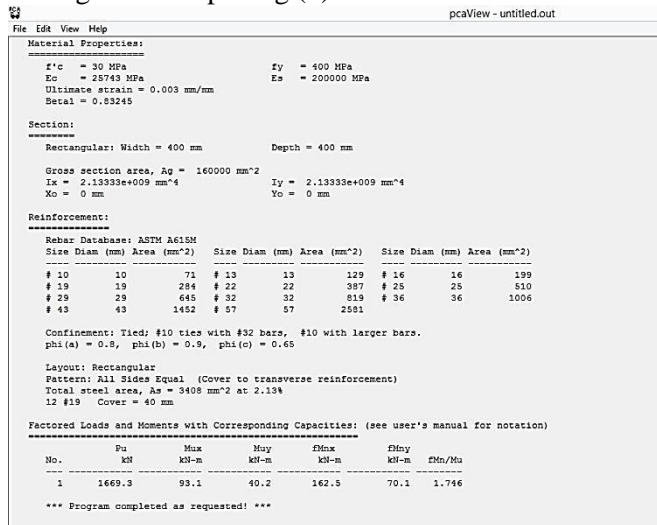 pcaView - untitled.out
File Edit View Help
Material Properties:
====================
f'c = 30 MPa fy = 400 MPa
Ec = 25743 MPa Es = 200000 MPa
Ultimate strain = 0.003 mm/mm
Beta1 = 0.83245
Section:
========
Rectangular: Width = 400 mm Depth = 400 mm
Gross section area, Ag = 160000 mm^2
Ix = 2.13333e+009 mm^4 Iy = 2.13333e+009 mm^4
Xo = 0 mm Yo = 0 mm
Reinforcement:
==============
Rebar Database: ASTM A615M
Size Diam (mm) Area (mm^2) Size Diam (mm) Area (mm^2) Size Diam (mm) Area (mm^2)
# 10 10 71 # 13 13 129 # 16 16 199
# 19 19 284 # 22 22 387 # 25 25 510
# 29 29 645 # 32 32 819 # 36 36 1006
# 43 43 1452 # 57 57 2581
Confinement: Tied; #10 ties with #32 bars, #10 with larger bars.
phi(a) = 0.8, phi(b) = 0.9, phi(c) = 0.65
Layout: Rectangular
Pattern: All Sides Equal (Cover to transverse reinforcement)
Total steel area, As = 3408 mm^2 at 2.13%
12 #19 Cover = 40 mm
Factored Loads and Moments with Corresponding Capacities: (see user's manual for notation)
Pu Mux Muy fMnx fMny
No. kN kN-m kN-m kN-m kN-m fMn/Mu
1 1669.3 93.1 40.2 162.5 70.1 1.746
*** Program completed as requested! ***